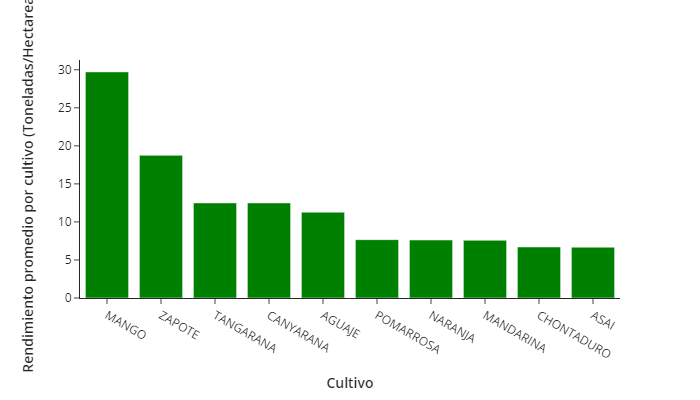 Rendimiento promedio por cultivo (Toneladas/Hectarea
30
25
20
15
10
5
0
MANGO
ZAPOTE
TANGARANA
CANYARANA
AGUAJE
POMARROSA
NARANJA
MANDARINA
CHONTADURO
ASAI
Cultivo